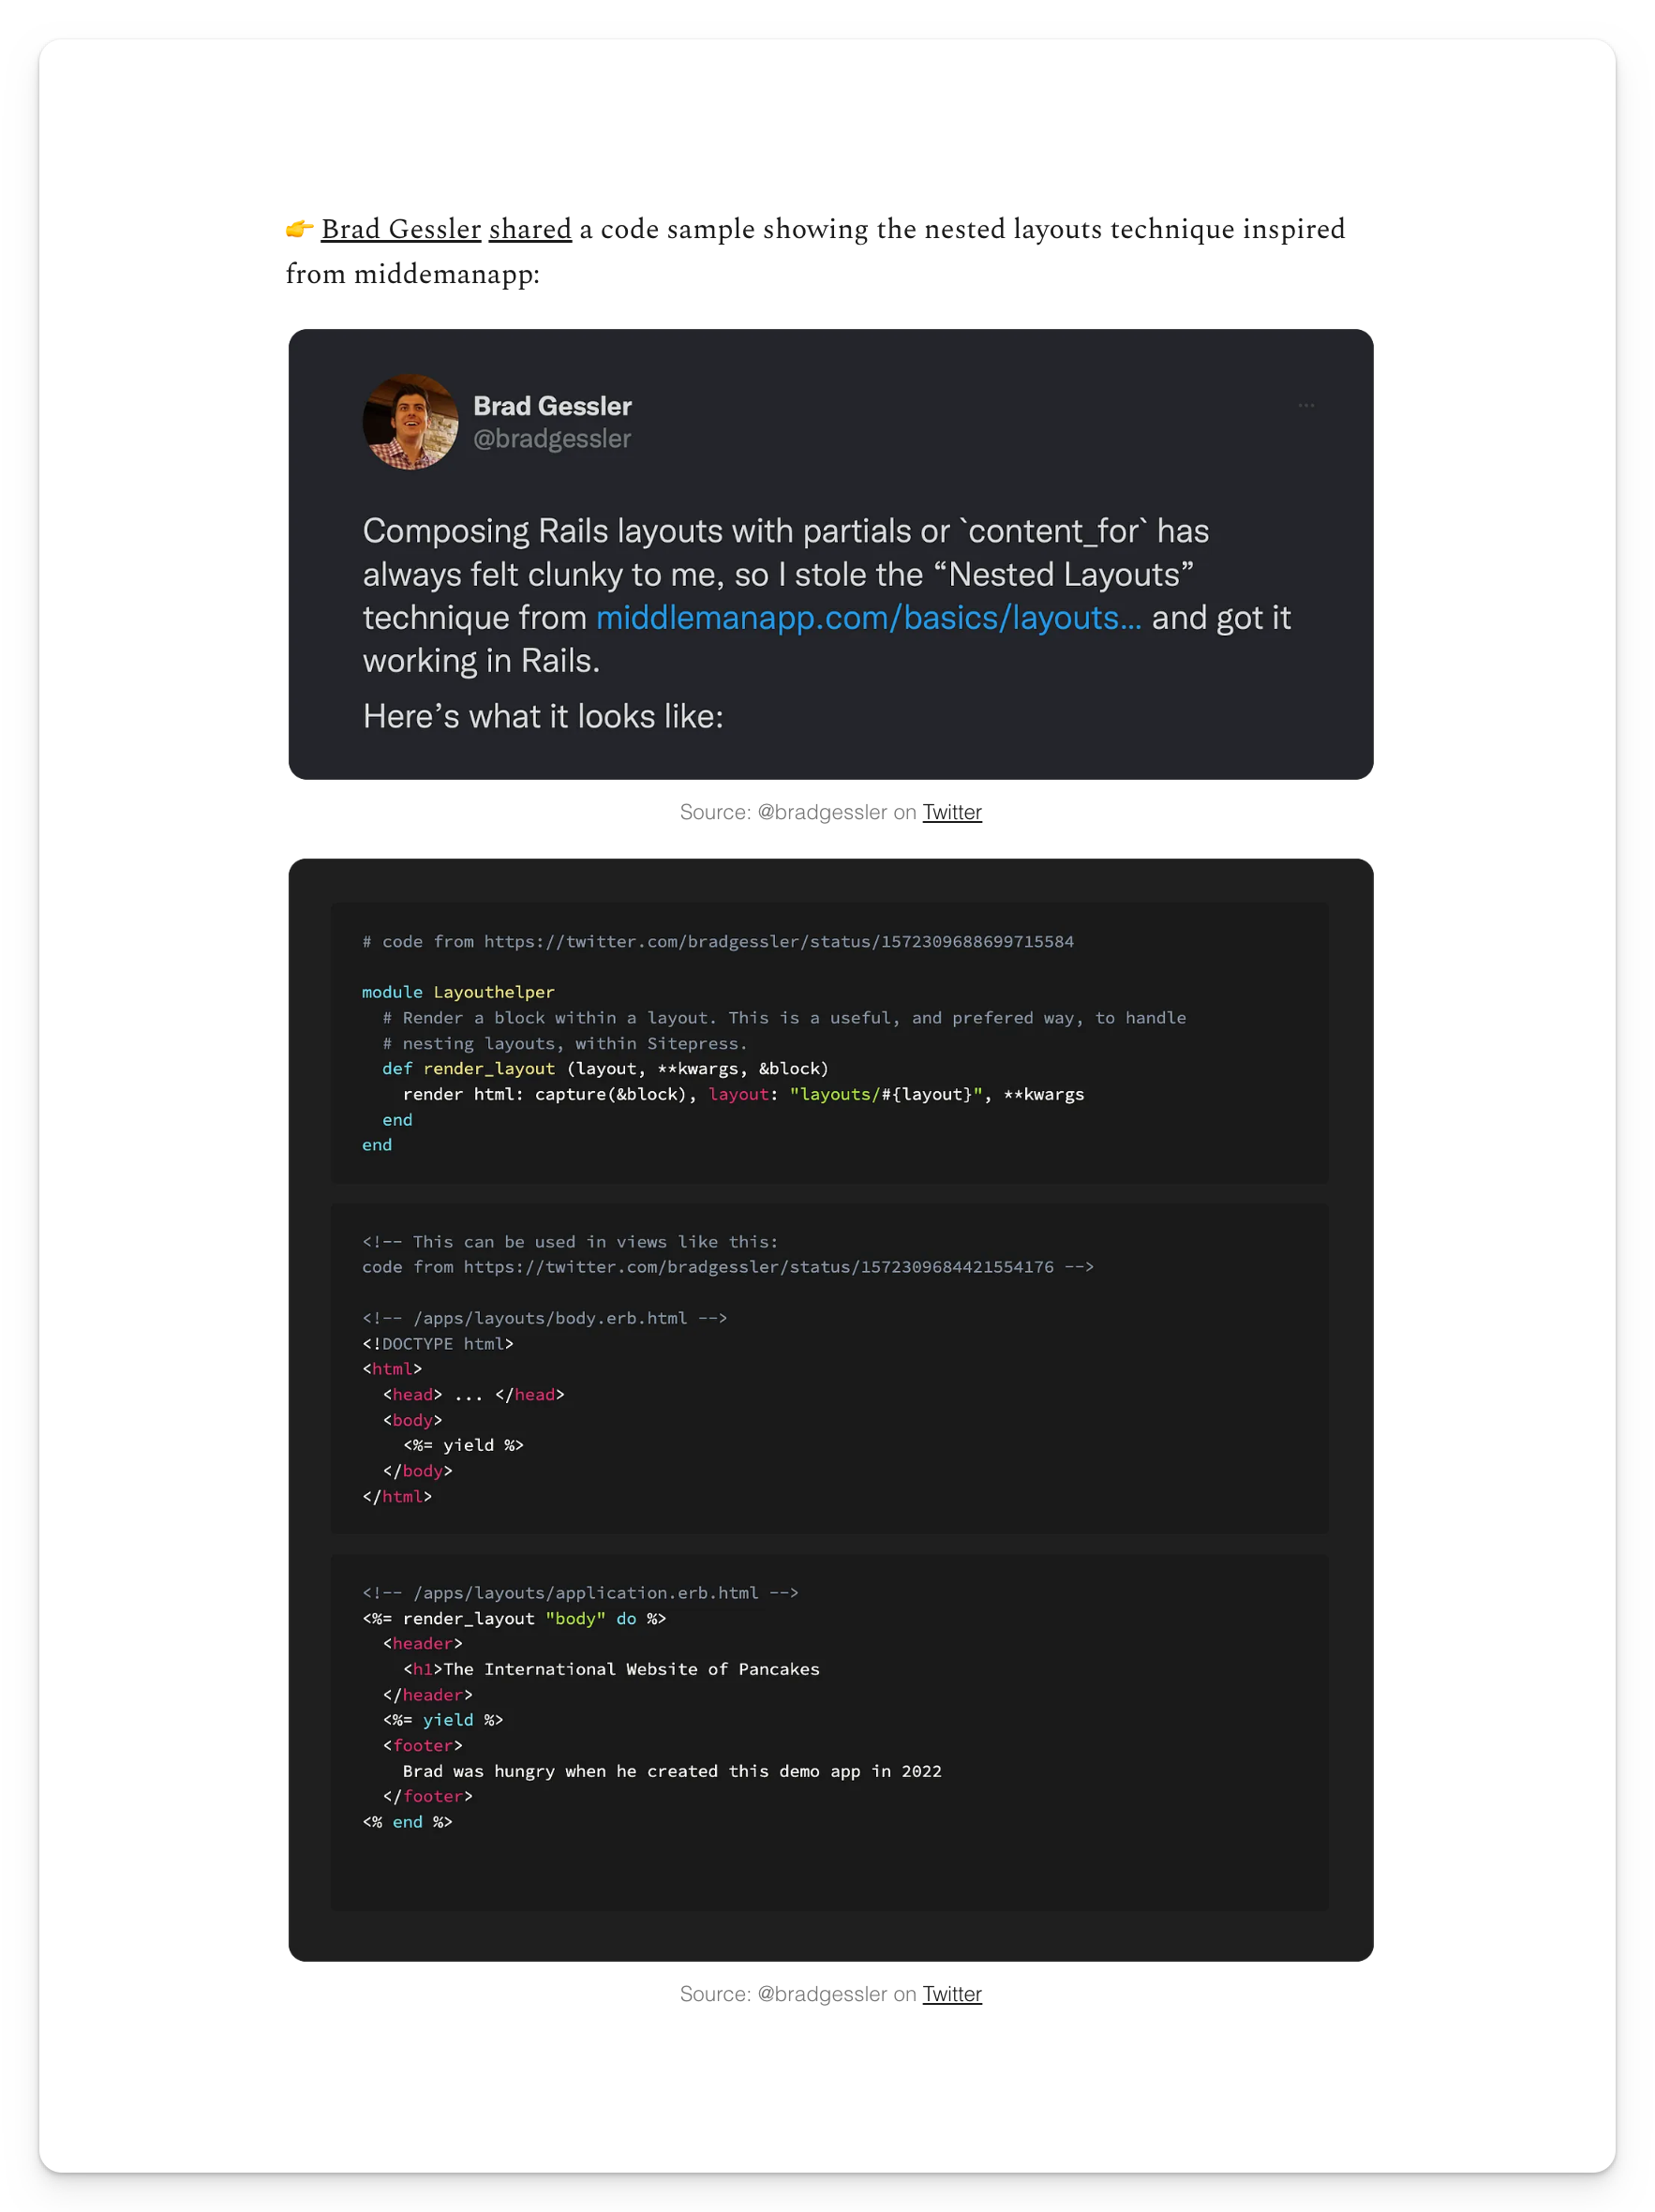 👉 Brad Gessler shared a code sample showing the nested layouts technique inspired
from middemanapp:
Brad Gessler
@bradgessler
...
Composing Rails layouts with partials or `content_for` has
always felt clunky to me, so I stole the “Nested Layouts”
technique from middlemanapp.com/basics/layouts... and got it
working in Rails.
Here’s what it looks like:
Source: @bradgessler on Twitter
# code from https://twitter.com/bradgessler/status/1572309688699715584
module Layouthelper
  # Render a block within a layout. This is a useful, and prefered way, to handle
  # nesting layouts, within Sitepress.
  def render_layout (layout, **kwargs, &block)
    render html: capture(&block), layout: "layouts/#{layout}", **kwargs
  end
end
<!-- This can be used in views like this:
code from https://twitter.com/bradgessler/status/1572309684421554176 -->
<!-- /apps/layouts/body.erb.html -->
<!DOCTYPE html>
<html>
  <head> ... </head>
  <body>
    <%= yield %>
  </body>
</html>
<!-- /apps/layouts/application.erb.html -->
<%= render_layout "body" do %>
  <header>
    <h1>The International Website of Pancakes
  </header>
  <%= yield %>
  <footer>
    Brad was hungry when he created this demo app in 2022
  </footer>
<% end %>
Source: @bradgessler on Twitter